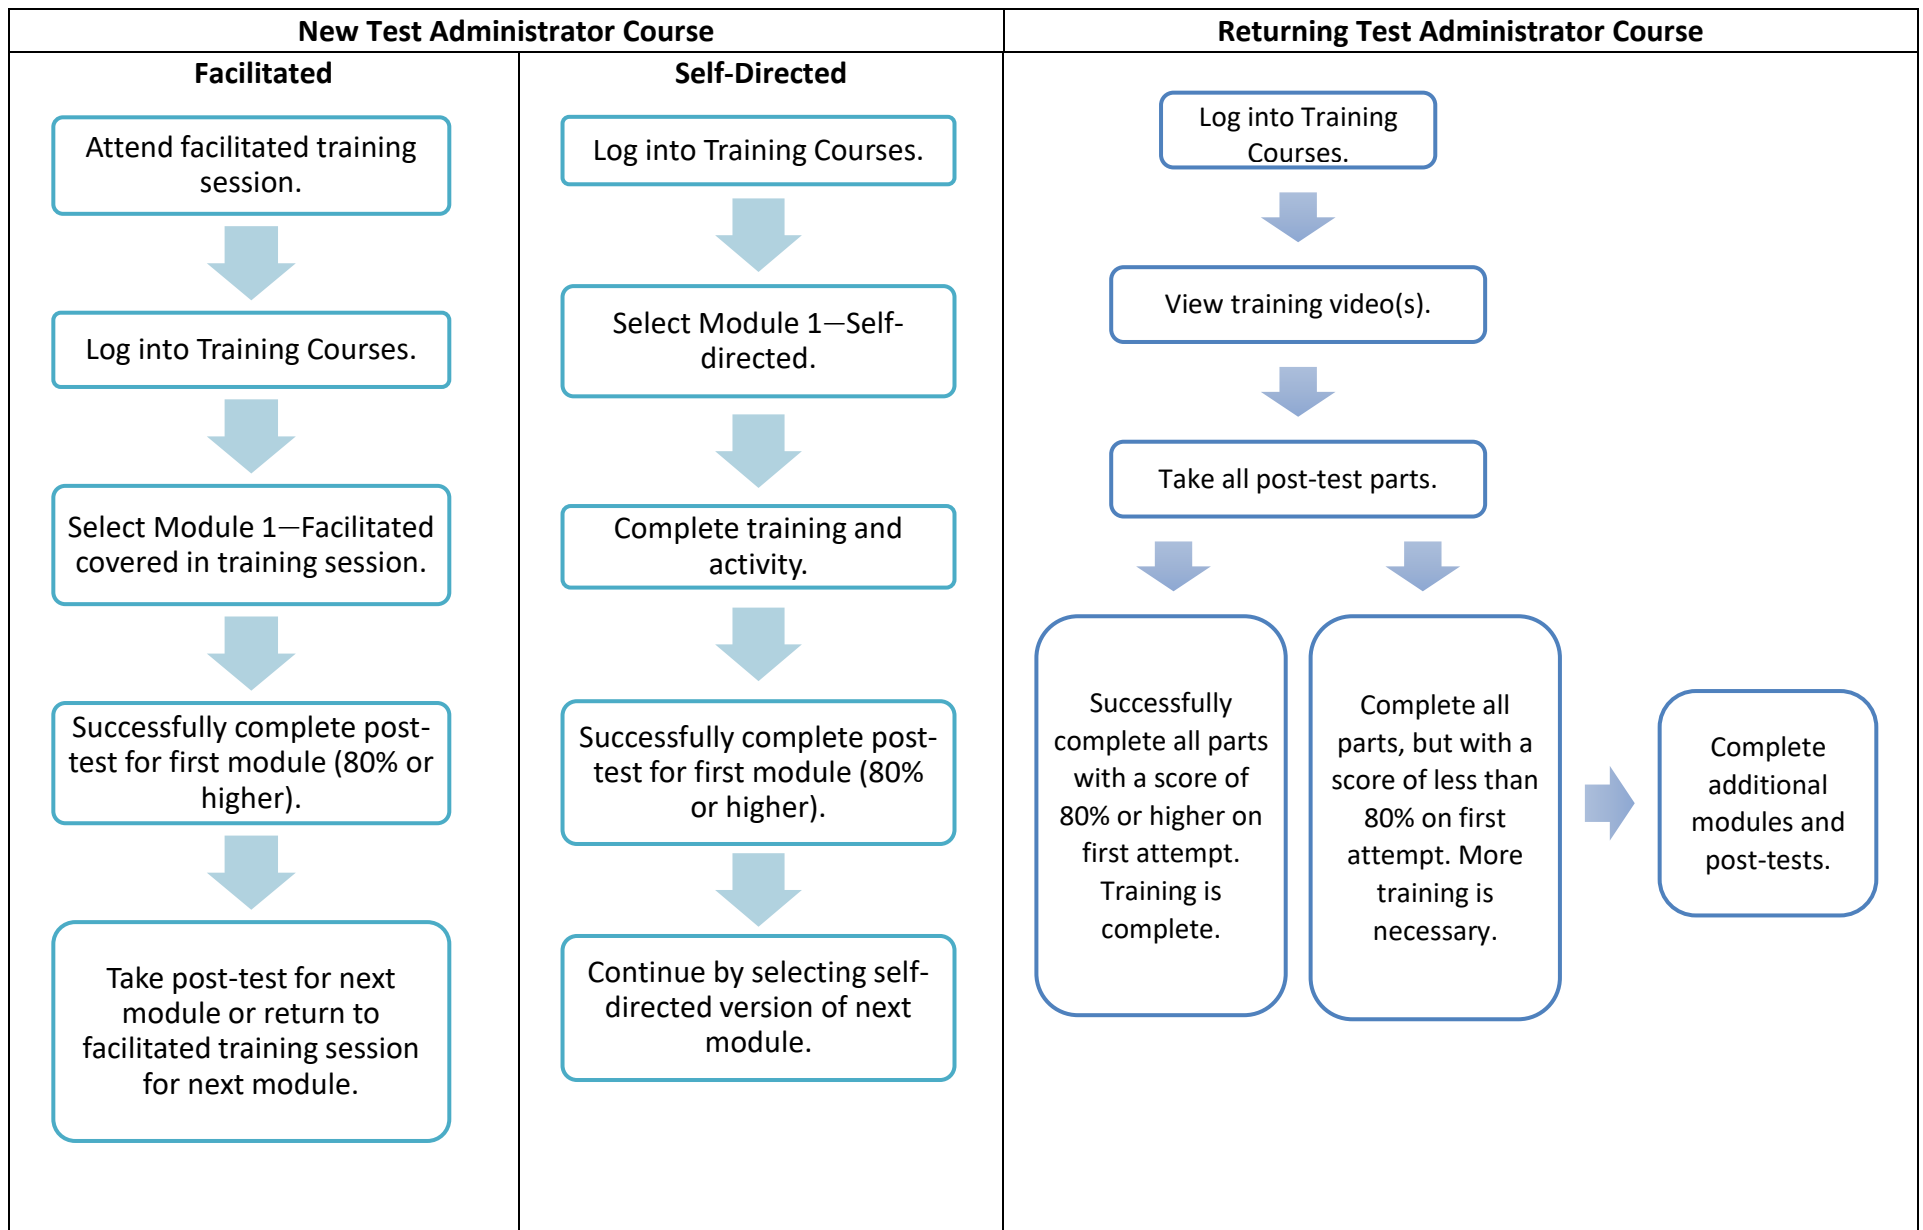 New Test Administrator Course
Returning Test Administrator Course
Facilitated
Attend facilitated training
session.
Log into Training Courses.
Select Module 1—Facilitated
covered in training session.
Successfully complete post-
test for first module (80% or
higher).
Take post-test for next
module or return to
facilitated training session
for next module.
Self-Directed
Log into Training Courses.
Select Module 1—Self-
directed.
Complete training and
activity.
Successfully complete post-
test for first module (80%
or higher).
Continue by selecting self-
directed version of next
module.
Log into Training
Courses.
View training video(s).
Take all post-test parts.
Successfully
complete all parts
with a score of
80% or higher on
first attempt.
Training is
complete.
Complete all
parts, but with a
score of less than
80% on first
attempt. More
training is
necessary.
Complete
additional
modules and
post-tests.